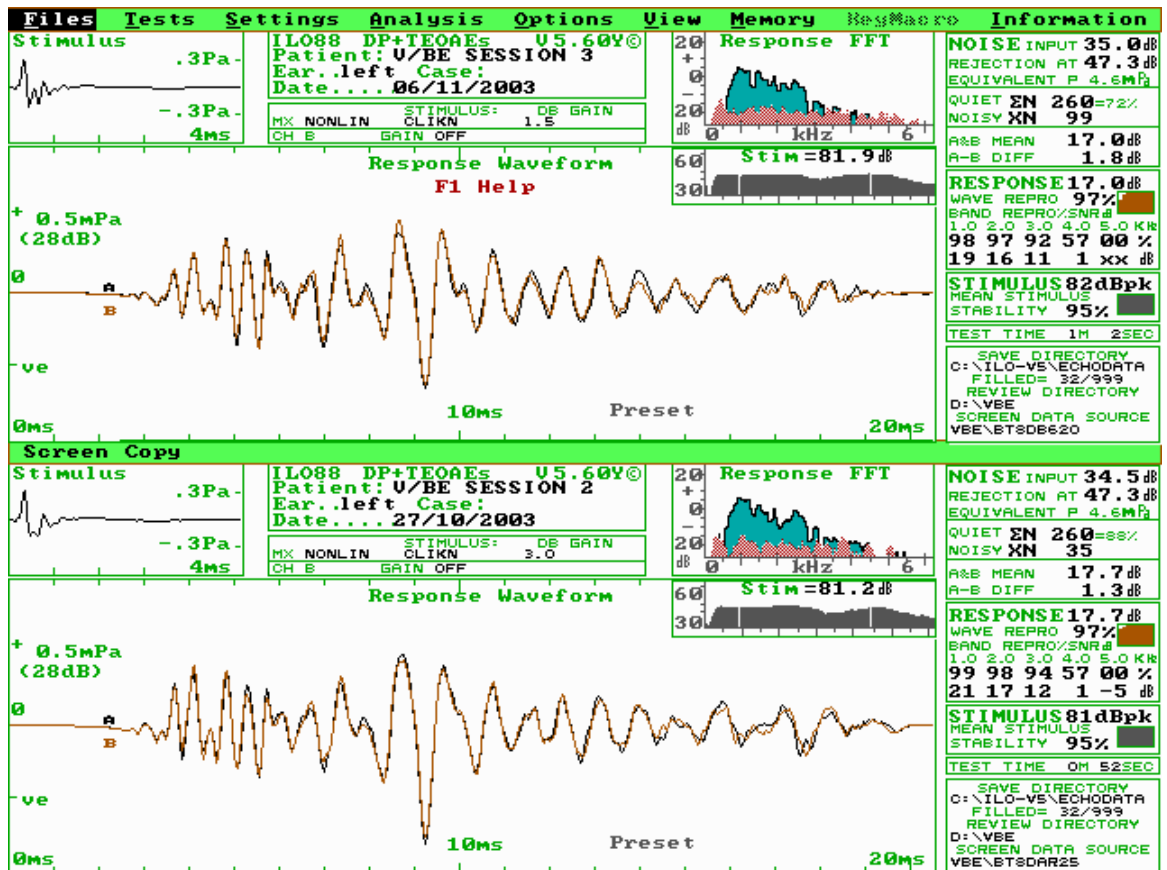 Files Tests Settings Analysis Options View Memory KeyMacro Information
Stimulus
.3Pa-
-.3Pa-
4ms
ILO88 DP+TEOAEs V5.60Y©
Patient: V/BE SESSION 3
Ear..left Case:
Date.....06/11/2003
STIMULUS: DB GAIN
MX NONLIN CLIKN 1.5
CH B GAIN OFF
Response FFT
20
+
0
-
20
dB 0 kHz 6
NOISE INPUT 35.0dB
REJECTION AT 47.3dB
EQUIVALENT P 4.6mPa
QUIET ΣN 260=72%
NOISY XN 99
A&B MEAN 17.0dB
A-B DIFF 1.8dB
Response Waveform
F1 Help
60 Stim=81.9dB
30
+ 0.5mPa
(28dB)
0
A
B
-ve
10ms Preset
0ms 20ms
RESPONSE 17.0dB
WAVE REPRO 97%
BAND REPRO%SNRdB
1.0 2.0 3.0 4.0 5.0 KHz
98 97 92 57 00 %
19 16 11 1 xx dB
STIMULUS 82dBpk
MEAN STIMULUS
STABILITY 95%
TEST TIME 1M 2SEC
SAVE DIRECTORY
C:\ILO-V5\ECHODATA
FILLED= 32/999
REVIEW DIRECTORY
D:\VBE
SCREEN DATA SOURCE
VBE\BT8DB620
Screen Copy
Stimulus
.3Pa-
-.3Pa-
4ms
ILO88 DP+TEOAEs V5.60Y©
Patient: V/BE SESSION 2
Ear..left Case:
Date.....27/10/2003
STIMULUS: DB GAIN
MX NONLIN CLIKN 3.0
CH B GAIN OFF
Response FFT
20
+
0
-
20
dB 0 kHz 6
NOISE INPUT 34.5dB
REJECTION AT 47.3dB
EQUIVALENT P 4.6mPa
QUIET ΣN 260=88%
NOISY XN 35
A&B MEAN 17.7dB
A-B DIFF 1.3dB
Response Waveform
60 Stim=81.2dB
30
+ 0.5mPa
(28dB)
0
A
B
-ve
10ms Preset
0ms 20ms
RESPONSE 17.7dB
WAVE REPRO 97%
BAND REPRO%SNRdB
1.0 2.0 3.0 4.0 5.0 KHz
99 98 94 57 00 %
21 17 12 1 -5 dB
STIMULUS 81dBpk
MEAN STIMULUS
STABILITY 95%
TEST TIME 0M 52SEC
SAVE DIRECTORY
C:\ILO-V5\ECHODATA
FILLED= 32/999
REVIEW DIRECTORY
D:\VBE
SCREEN DATA SOURCE
VBE\BT8DAR25